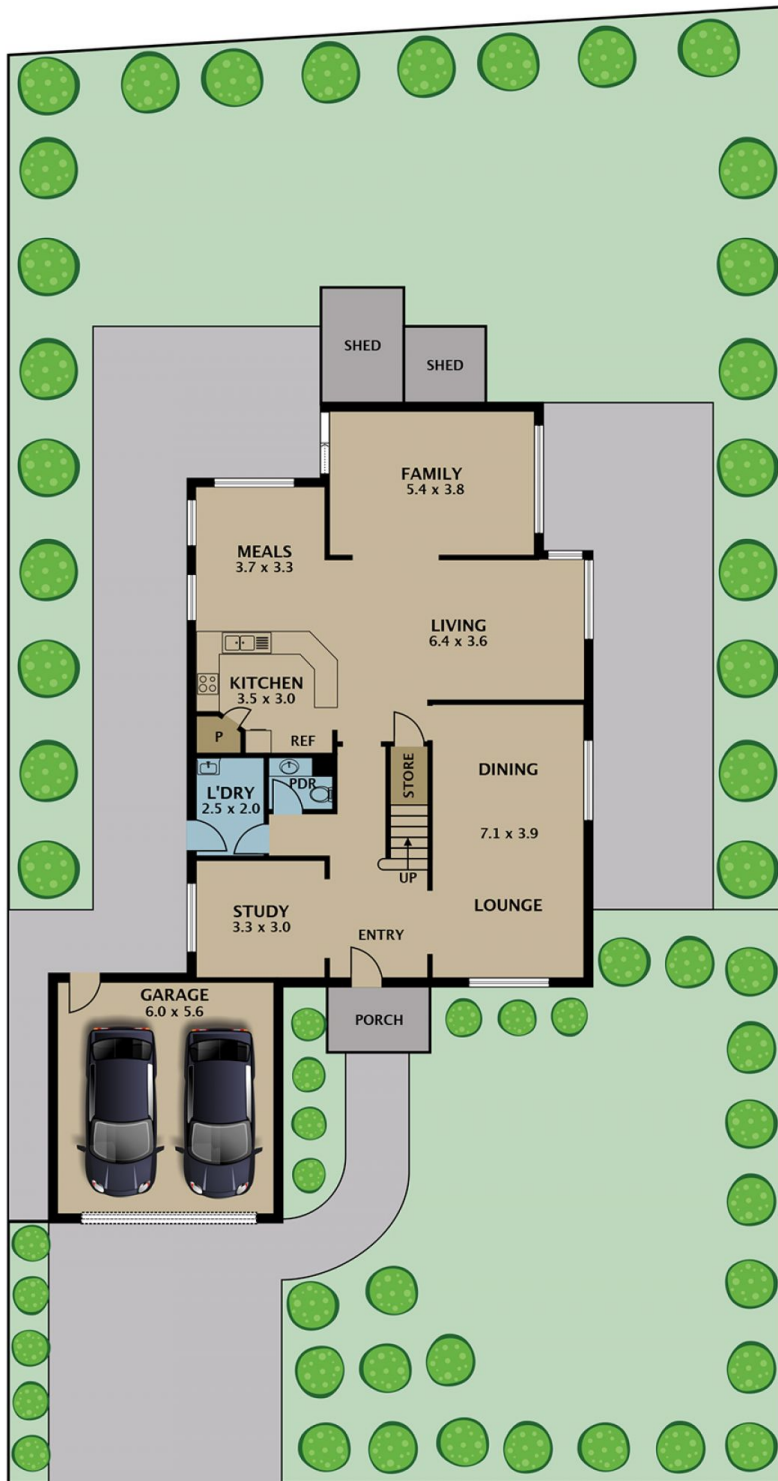 SHED
SHED
FAMILY
5.4 x 3.8
MEALS
3.7 x 3.3
LIVING
6.4 x 3.6
KITCHEN
3.5 x 3.0
P
REF
STORE
DINING
L'DRY
2.5 x 2.0
PDR
7.1 x 3.9
UP
LOUNGE
STUDY
3.3 x 3.0
ENTRY
GARAGE
6.0 x 5.6
PORCH